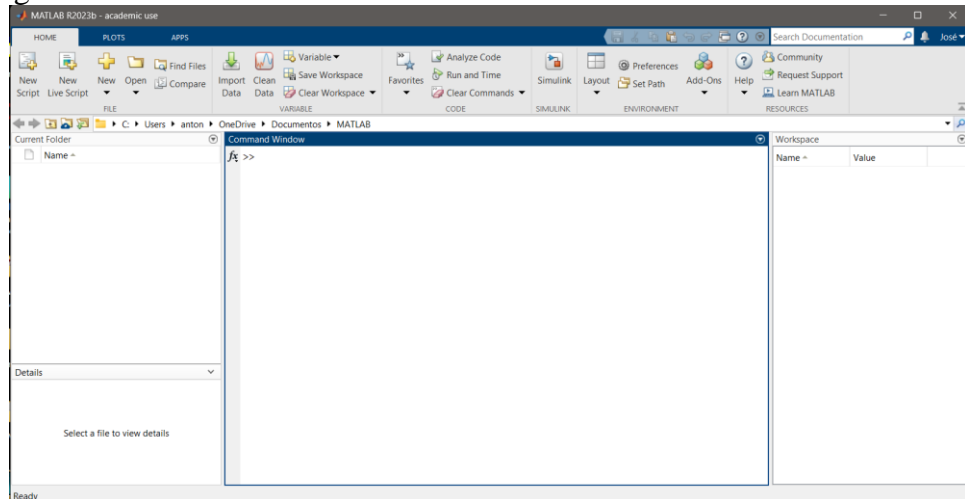 MATLAB R2023b - academic use
HOME PLOTS APPS Search Documentation José
New Script New Live Script New Open Find Files Compare FILE
Import Data Clean Data Variable Save Workspace Clear Workspace VARIABLE
Favorites Analyze Code Run and Time Clear Commands CODE
Simulink SIMULINK
Layout Preferences Set Path Add-Ons ENVIRONMENT
Help Community Request Support Learn MATLAB RESOURCES
C: Users anton OneDrive Documentos MATLAB
Current Folder
Name
Command Window
fx >>
Workspace
Name Value
Details
Select a file to view details
Ready